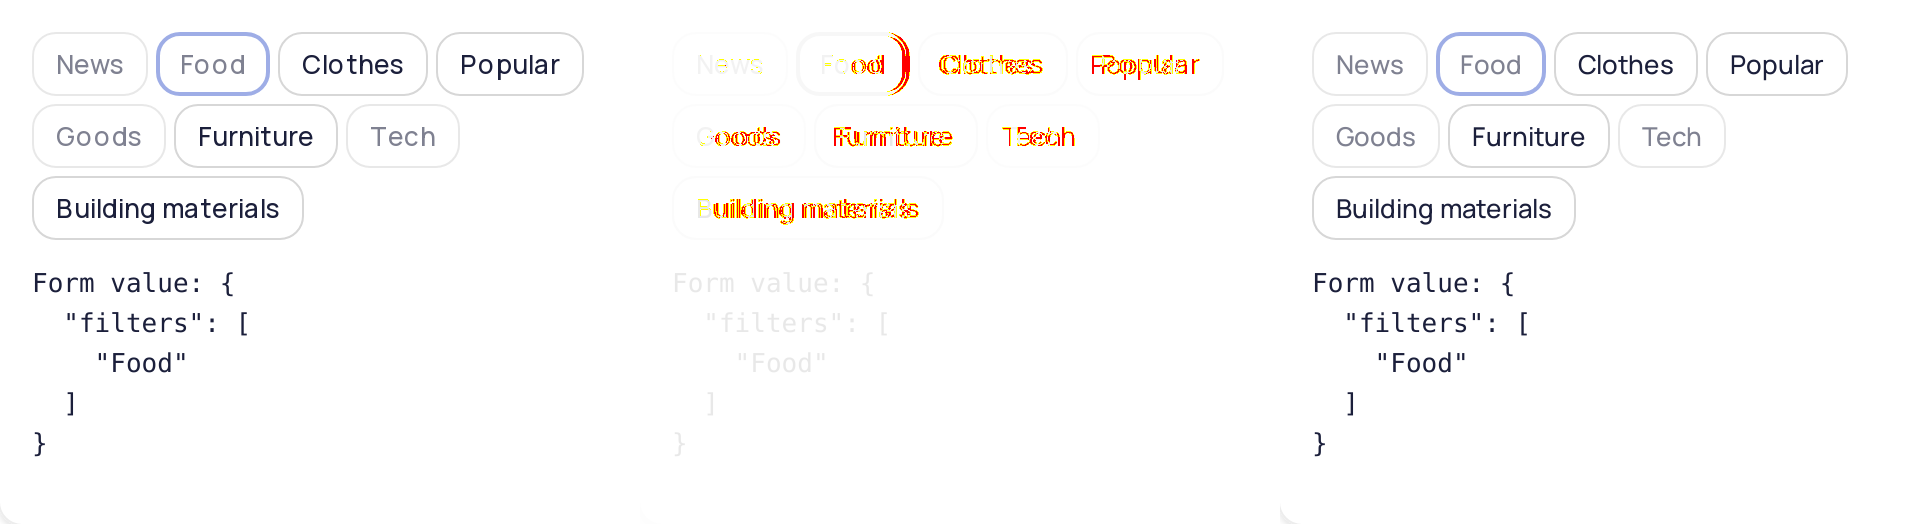 News Food Clothes Popular
Goods Furniture Tech
Building materials
Form value: {
"filters": [
"Food"
]
}
News Food Clothes Popular
Goods Furniture Tech
Building materials
Form value: {
"filters": [
"Food"
]
}
News Food Clothes Popular
Goods Furniture Tech
Building materials
Form value: {
"filters": [
"Food"
]
}